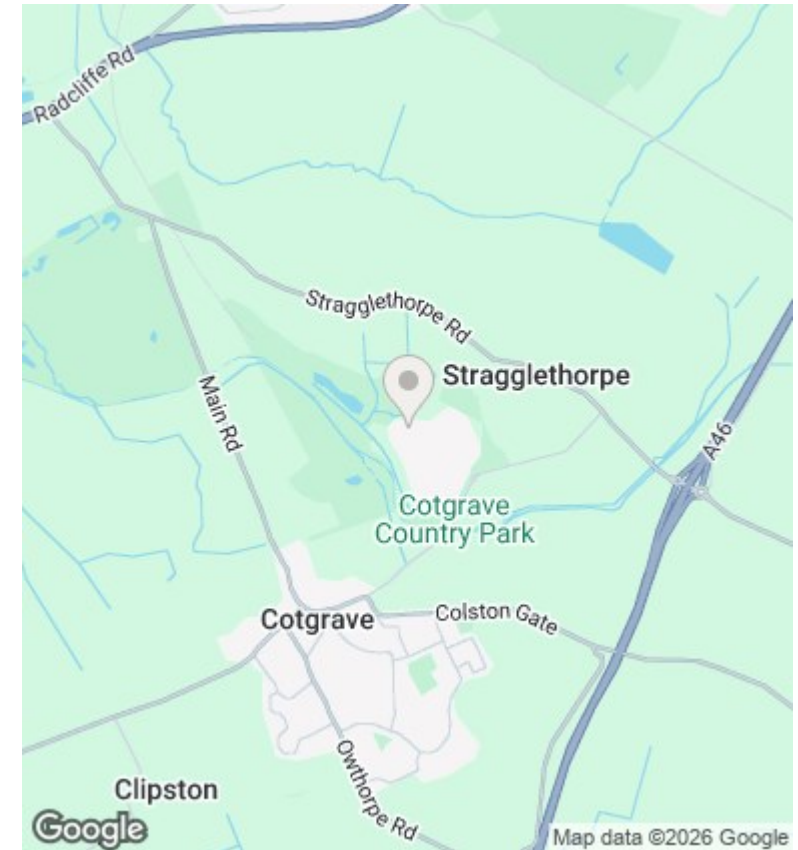 Radcliffe Rd
Stragglethorpe Rd
Stragglethorpe
Main Rd
A46
Cotgrave
Country Park
Cotgrave
Colston Gate
Owthorpe Rd
Clipston
Google
Map data ©2026 Google